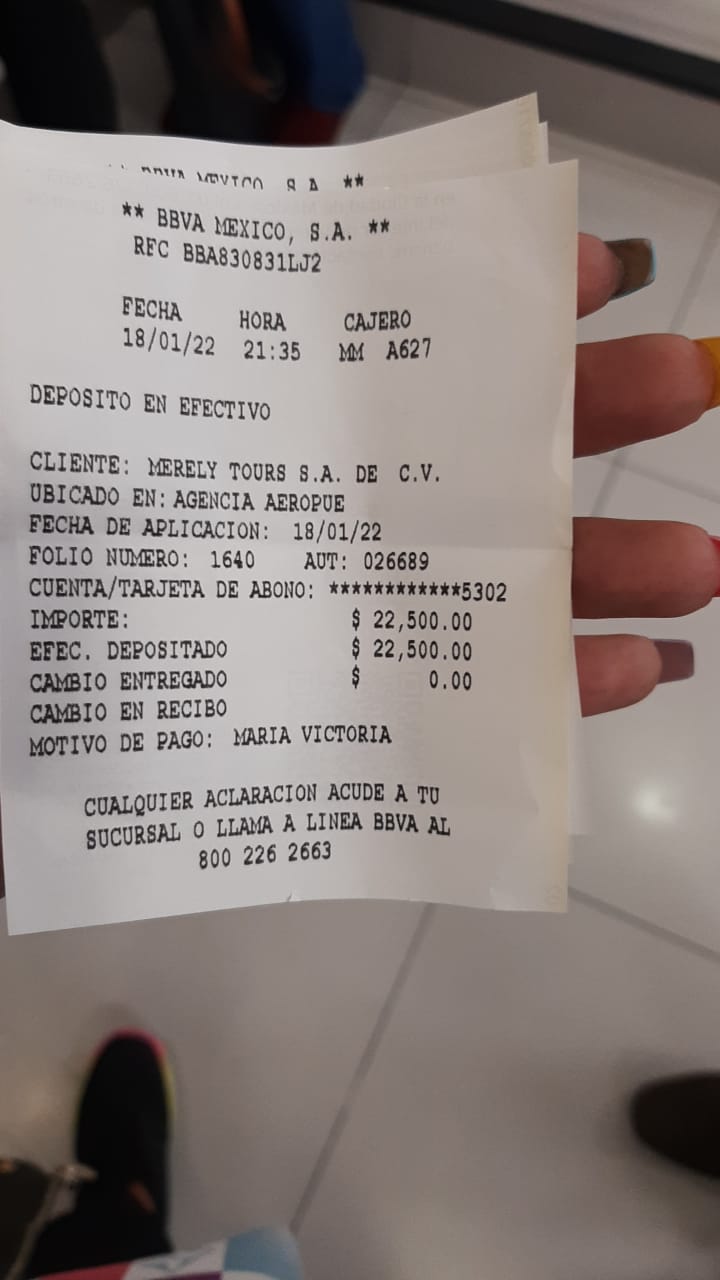 BBVA MEXICO S A **
** BBVA MEXICO, S.A. **
RFC BBA830831LJ2
FECHA HORA CAJERO
18/01/22 21:35 MM A627
DEPOSITO EN EFECTIVO
CLIENTE: MERELY TOURS S.A. DE C.V.
UBICADO EN: AGENCIA AEROPUE
FECHA DE APLICACION: 18/01/22
FOLIO NUMERO: 1640 AUT: 026689
CUENTA/TARJETA DE ABONO: ************5302
IMPORTE: $ 22,500.00
EFEC. DEPOSITADO $ 22,500.00
CAMBIO ENTREGADO $ 0.00
CAMBIO EN RECIBO
MOTIVO DE PAGO: MARIA VICTORIA
CUALQUIER ACLARACION ACUDE A TU
SUCURSAL O LLAMA A LINEA BBVA AL
800 226 2663